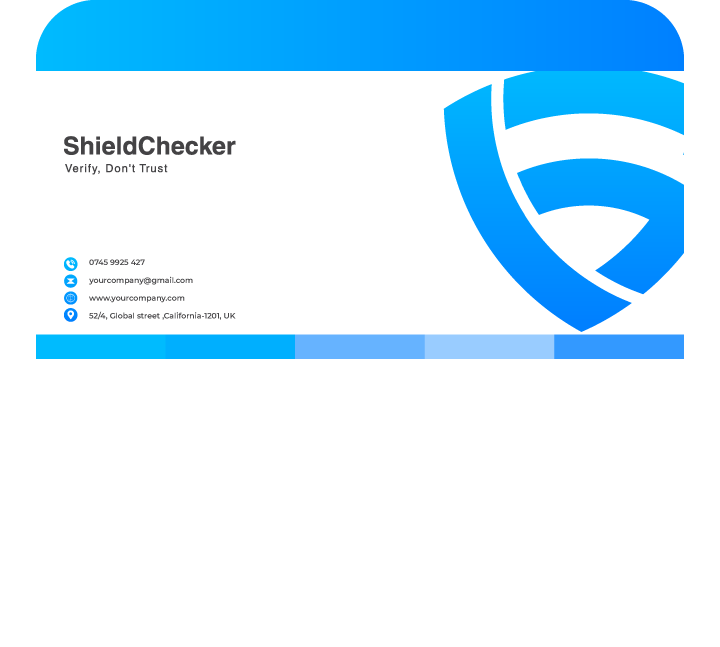 ShieldChecker
Verify, Don't Trust
0745 9925 427
yourcompany@gmail.com
www.yourcompany.com
52/4, Global street ,California-1201, UK